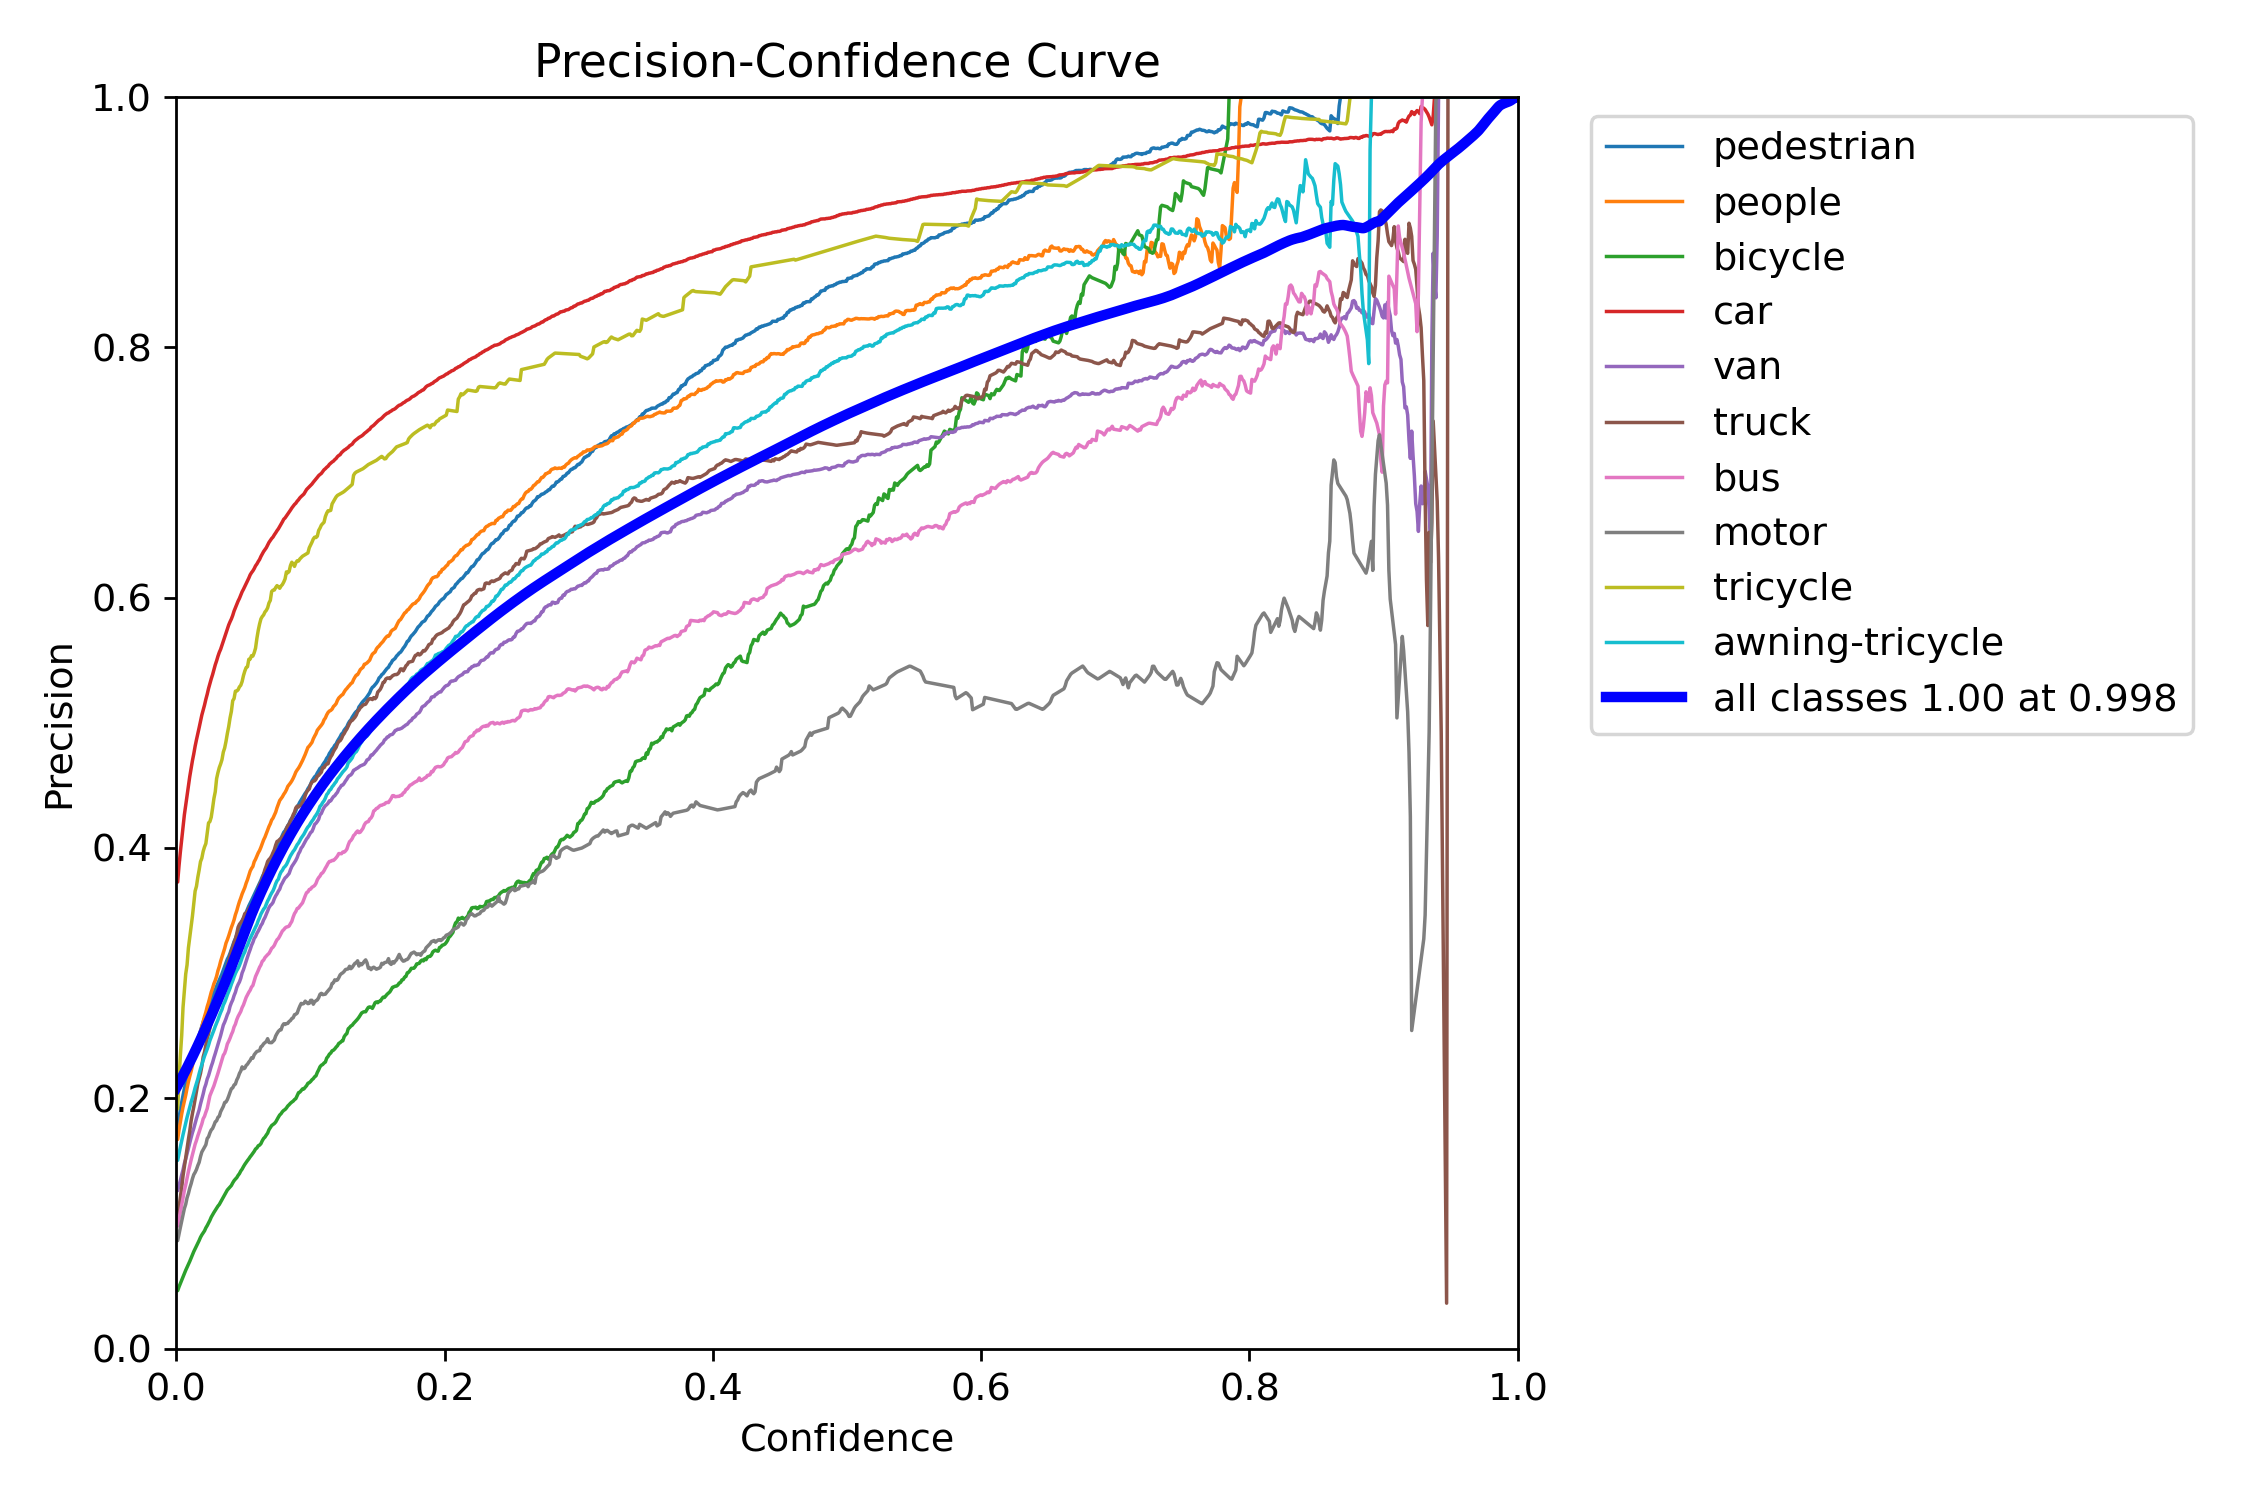 Precision-Confidence Curve
1.0
0.8
0.6
0.4
0.2
0.0
Precision
0.0 0.2 0.4 0.6 0.8 1.0
Confidence
pedestrian
people
bicycle
car
van
truck
bus
motor
tricycle
awning-tricycle
all classes 1.00 at 0.998